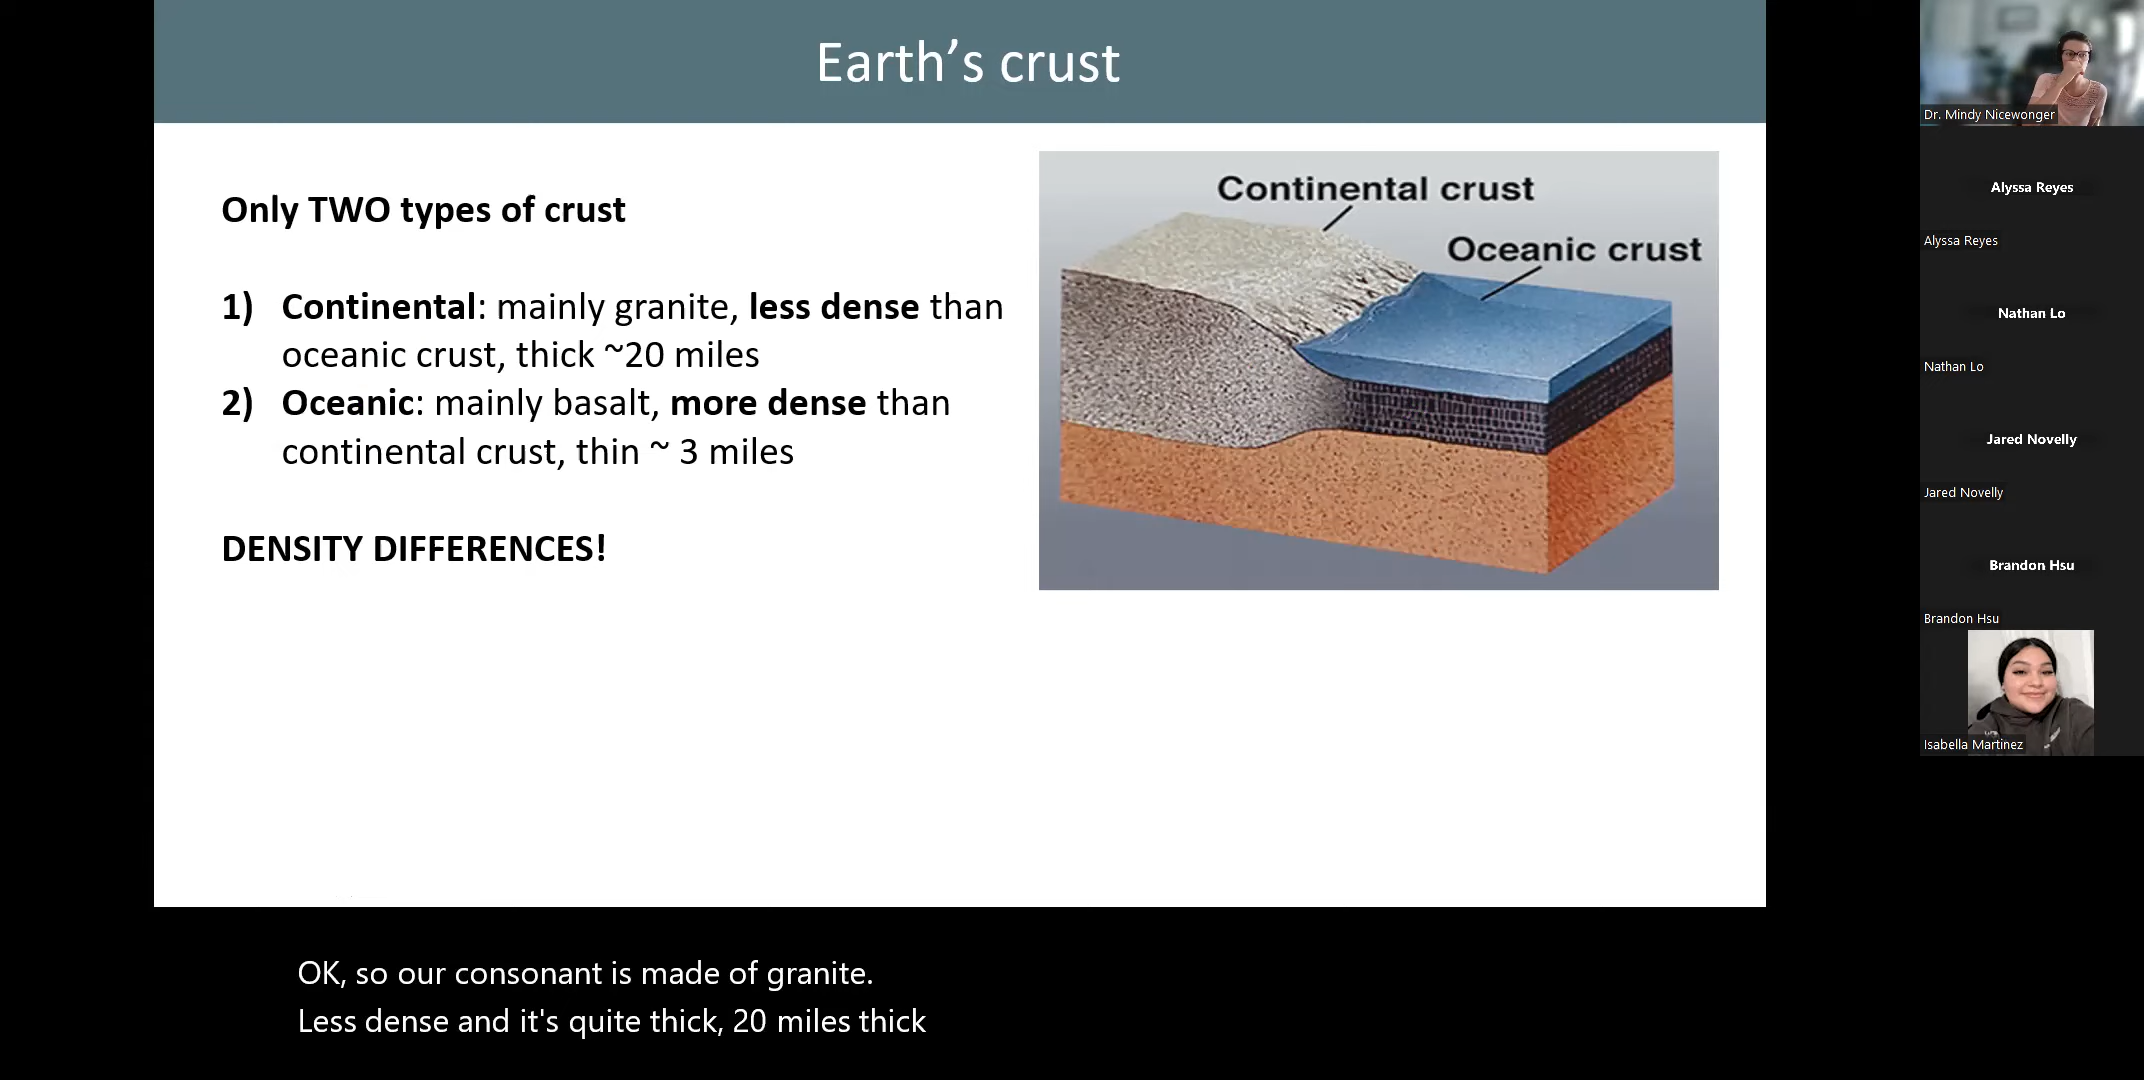 Earth's crust
Only TWO types of crust
1) Continental: mainly granite, less dense than
oceanic crust, thick ~20 miles
2) Oceanic: mainly basalt, more dense than
continental crust, thin ~ 3 miles
DENSITY DIFFERENCES!
Continental crust
Oceanic crust
OK, so our consonant is made of granite.
Less dense and it's quite thick, 20 miles thick
Dr. Mindy Nicewonger
Alyssa Reyes
Alyssa Reyes
Nathan Lo
Nathan Lo
Jared Novelly
Jared Novelly
Brandon Hsu
Brandon Hsu
Isabella Martinez